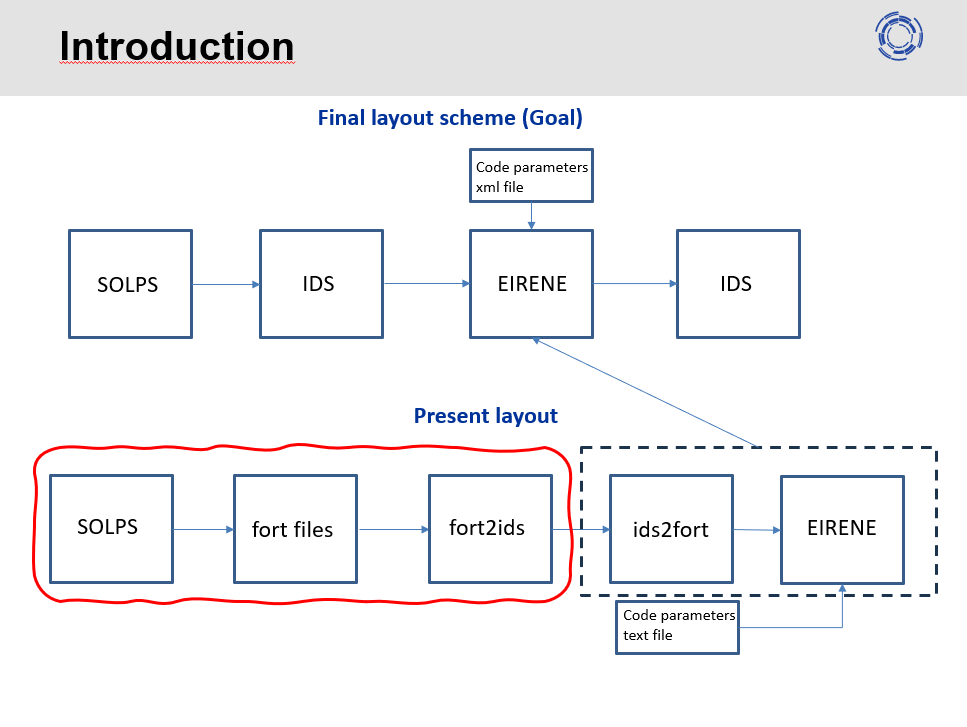 Introduction
Final layout scheme (Goal)
Code parameters
xml file
SOLPS
IDS
EIRENE
IDS
Present layout
SOLPS
fort files
fort2ids
ids2fort
EIRENE
Code parameters
text file